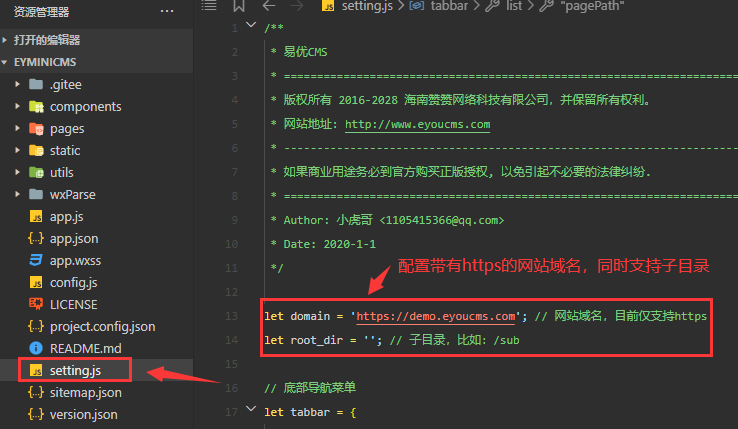 资源管理器 ···
打开的编辑器
EYMINICMS
.gitee
components
pages
static
utils
wxParse
app.js
app.json
app.wxss
config.js
LICENSE
project.config.json
README.md
setting.js
sitemap.json
version.json
setting.js > tabbar > list > "pagePath"
1 /**
2 * 易优CMS
3 * ============================================================================
4 * 版权所有 2016-2028 海南赞赞网络科技有限公司，并保留所有权利。
5 * 网站地址: http://www.eyoucms.com
6 * ----------------------------------------------------------------------------
7 * 如果商业用途务必到官方购买正版授权, 以免引起不必要的法律纠纷.
8 * ============================================================================
9 * Author: 小虎哥 <1105415366@qq.com>
10 * Date: 2020-1-1
11 */
配置带有https的网站域名，同时支持子目录
12
13 let domain = 'https://demo.eyoucms.com'; // 网站域名，目前仅支持https
14 let root_dir = ''; // 子目录，比如: /sub
15
16 // 底部导航菜单
17 let tabbar = {